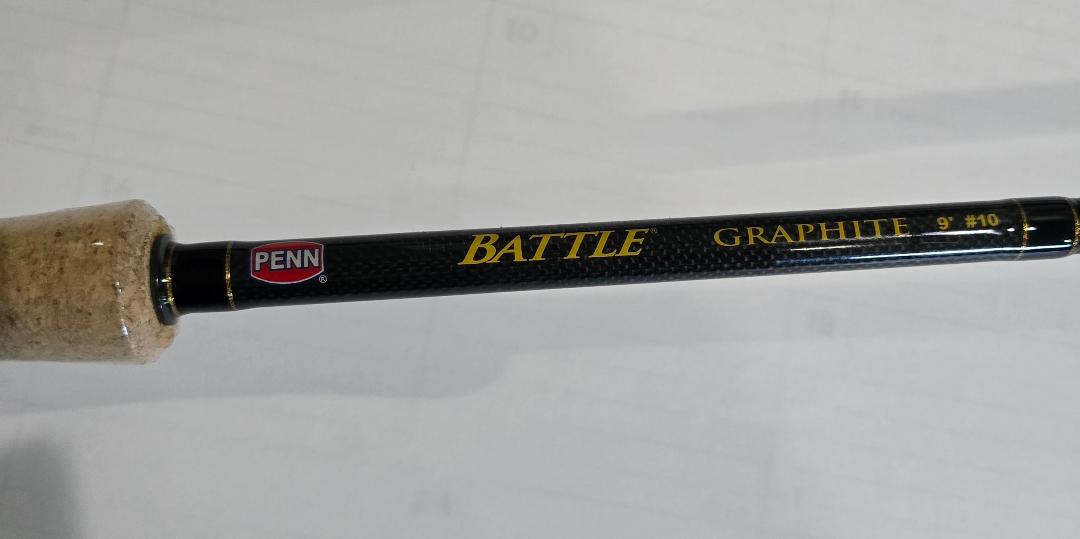 PENN® BATTLE® GRAPHITE 9' #10